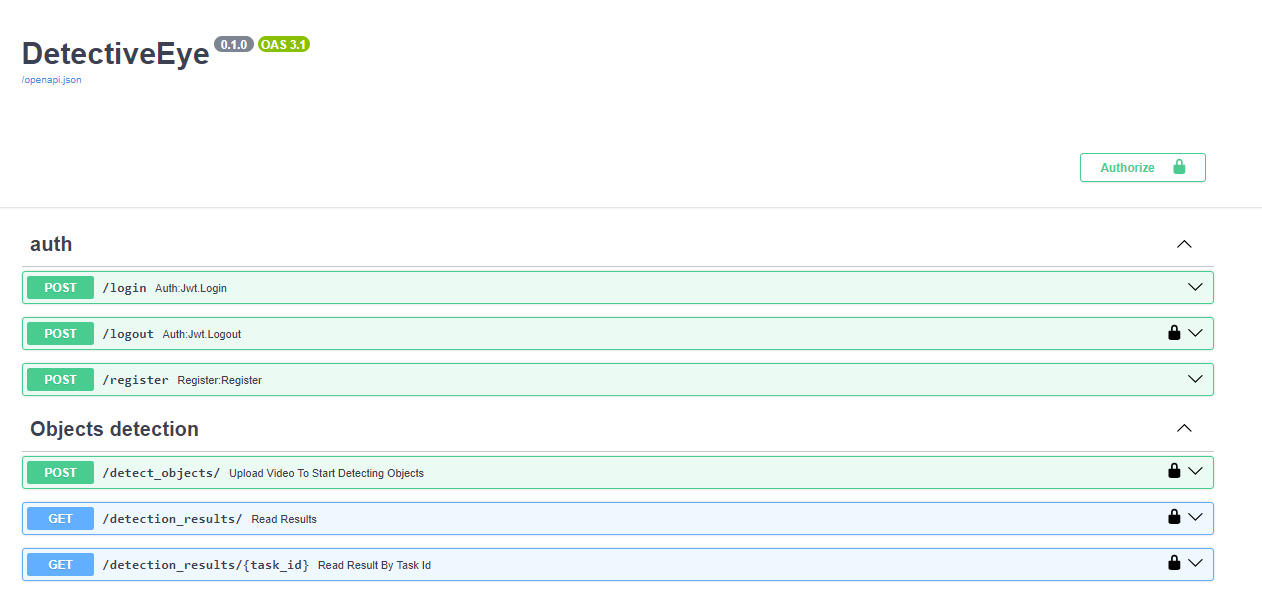 DetectiveEye 0.1.0 OAS 3.1
/openapi.json
Authorize
auth
POST /login Auth:Jwt.Login
POST /logout Auth:Jwt.Logout
POST /register Register:Register
Objects detection
POST /detect_objects/ Upload Video To Start Detecting Objects
GET /detection_results/ Read Results
GET /detection_results/{task_id} Read Result By Task Id